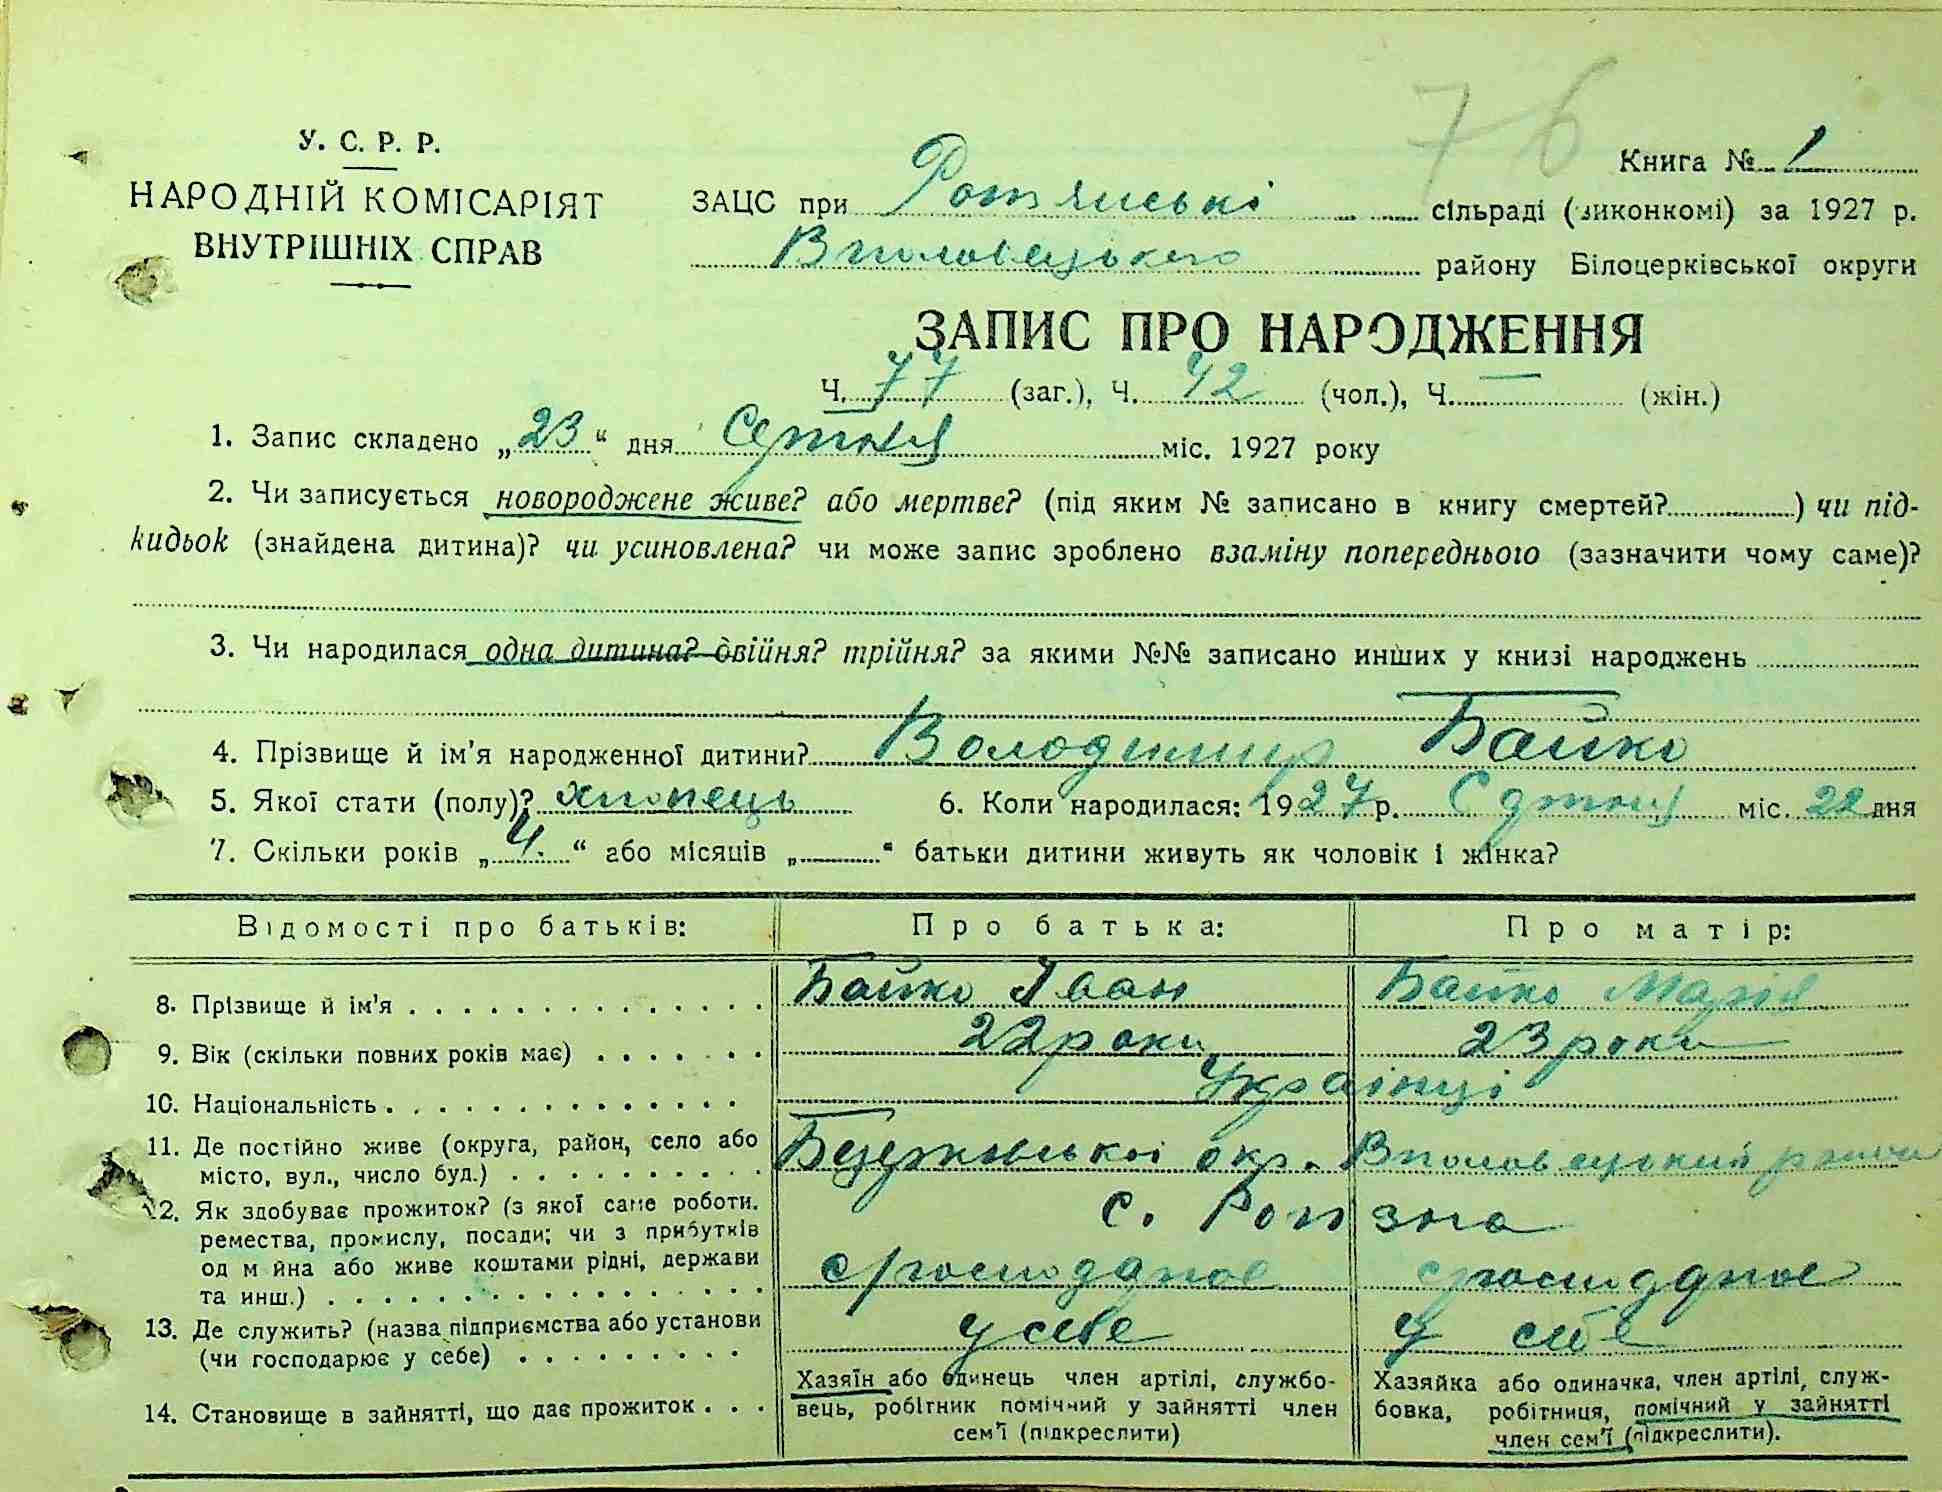 76
У. С. Р. Р.
НАРОДНІЙ КОМІСАРІЯТ
ВНУТРІШНІХ СПРАВ
Книга № 1
ЗАЦС при сільраді (виконкомі) за 1927 р.
району Білоцерківської округи
ЗАПИС ПРО НАРОДЖЕННЯ
Ч. 77 (заг.), Ч. 42 (чол.), Ч. — (жін.)
1. Запис складено „23“ дня міс. 1927 року
2. Чи записується новороджене живе? або мертве? (під яким № записано в книгу смертей? ) чи під-
кидьок (знайдена дитина)? чи усиновлена? чи може запис зроблено взаміну попереднього (зазначити чому саме)?
3. Чи народилася одна дитина? двійня? трійня? за якими №№ записано инших у книзі народжень
4. Прізвище й ім'я народженної дитини? Володимир Байко
5. Якої стати (полу)? хлопець 6. Коли народилася: 1927 р. міс. 22 дня
7. Скільки років „4.“ або місяців „ “ батьки дитини живуть як чоловік і жінка?
Відомості про батьків: Про батька: Про матір:
8. Прізвище й ім'я Байко Іван Байко Марія
9. Вік (скільки повних років має) 22 роки 23 роки
10. Національність Українці
11. Де постійно живе (округа, район, село або
місто, вул., число буд.) окр.
12. Як здобуває прожиток? (з якої саме роботи, с.
ремества, промислу, посади; чи з прибутків
од м йна або живе коштами рідні, держави
та инш.)
13. Де служить? (назва підприємства або установи у себе у себе
(чи господарює у себе)
14. Становище в зайнятті, що дає прожиток
Хазяїн або одинець член артілі, службо-
вець, робітник помічний у зайнятті член
сем'ї (підкреслити)
Хазяйка або одиначка, член артілі, служ-
бовка, робітниця, помічний у зайнятті
член сем'ї (підкреслити).